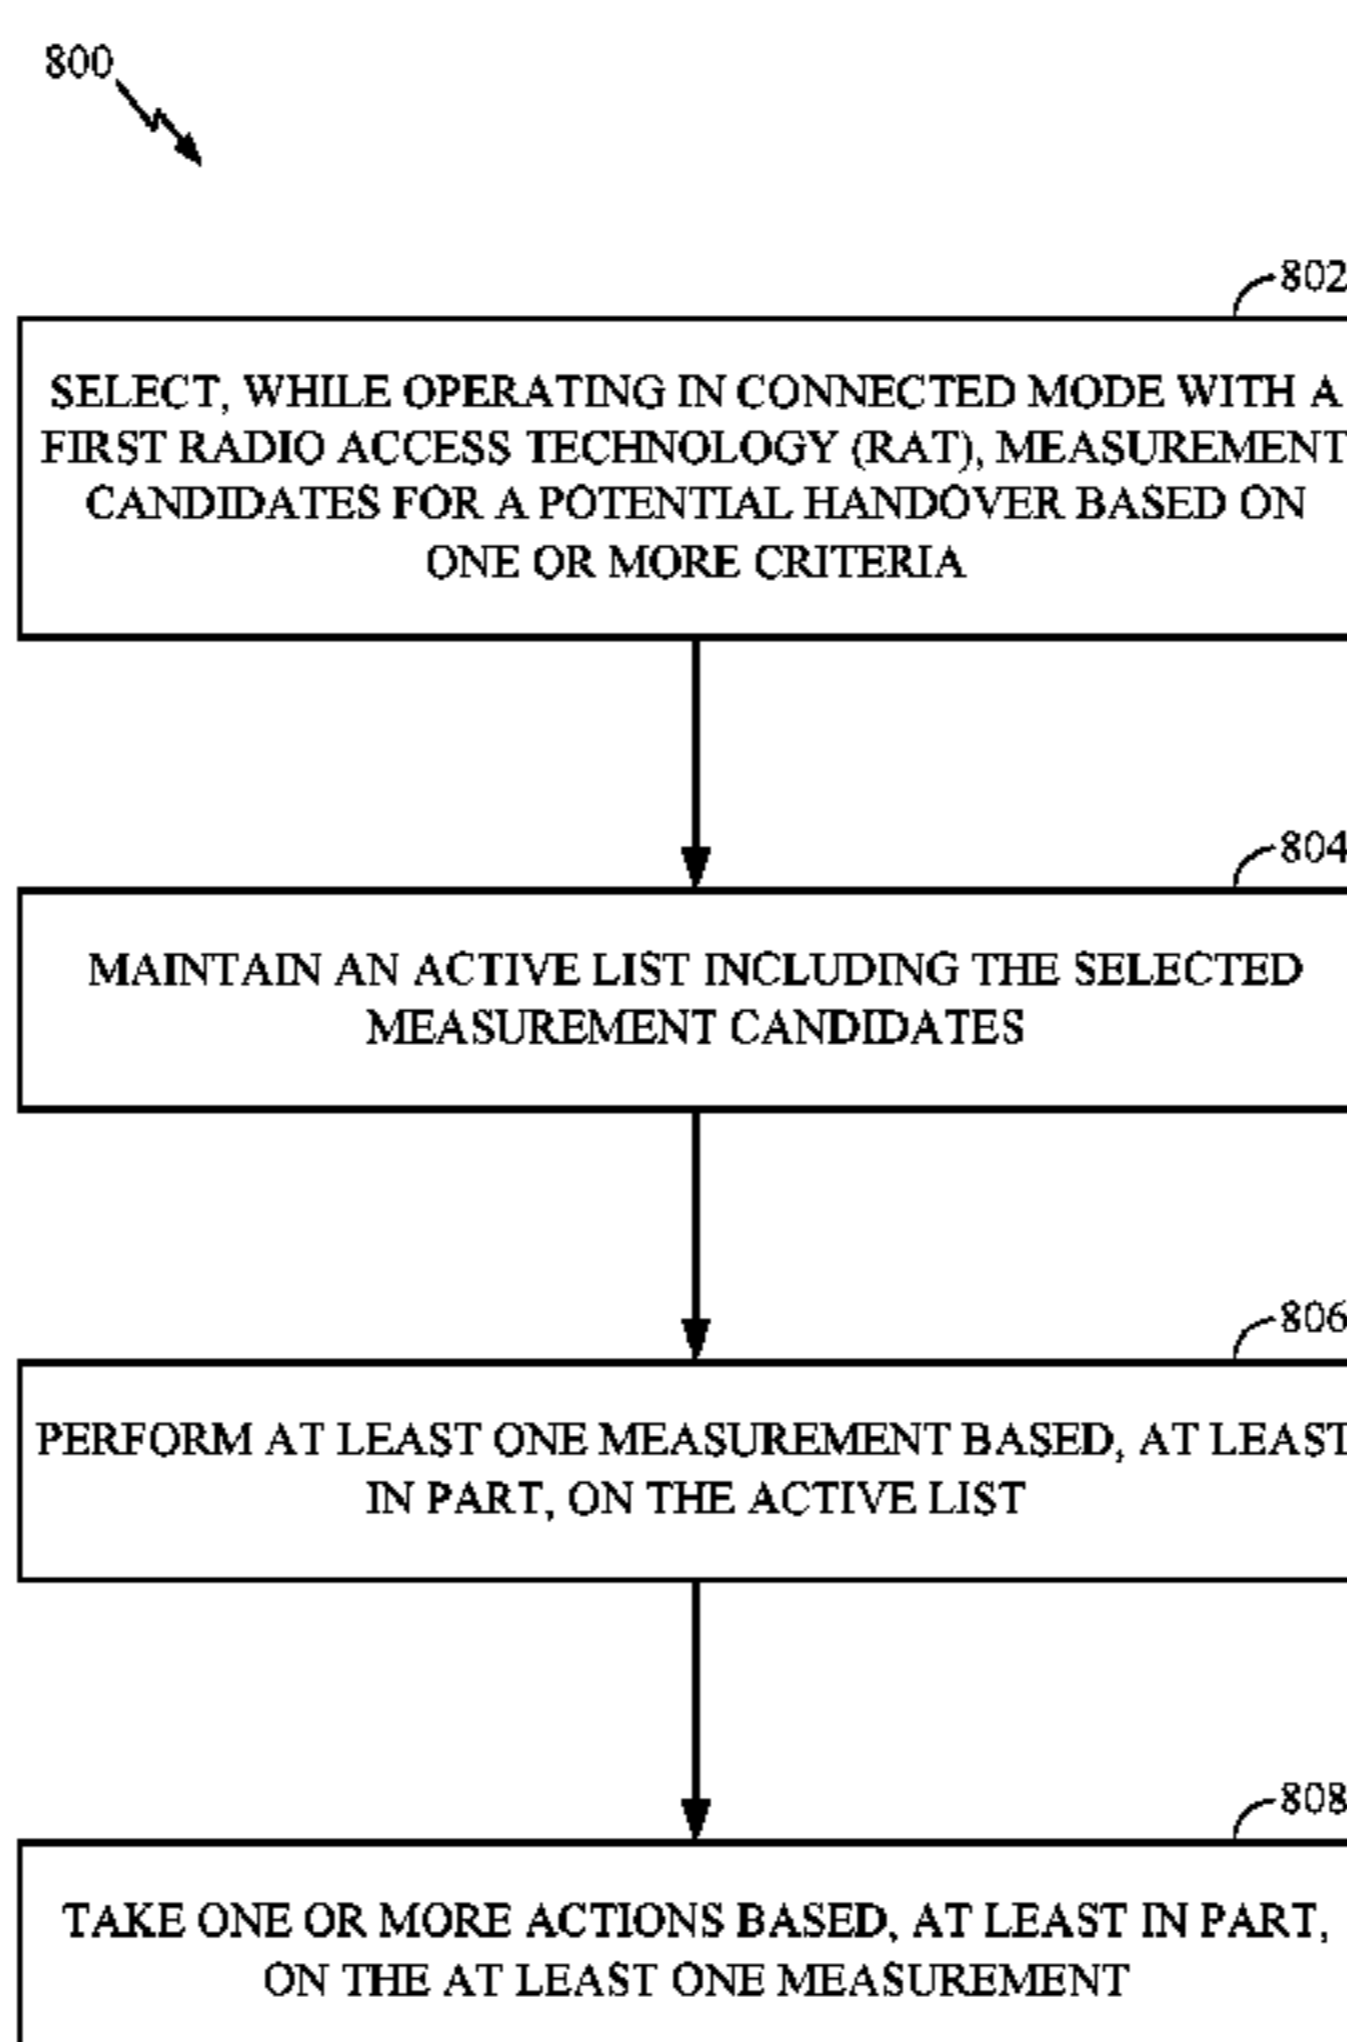 800
802
SELECT, WHILE OPERATING IN CONNECTED MODE WITH A
FIRST RADIO ACCESS TECHNOLOGY (RAT), MEASUREMENT
CANDIDATES FOR A POTENTIAL HANDOVER BASED ON
ONE OR MORE CRITERIA
804
MAINTAIN AN ACTIVE LIST INCLUDING THE SELECTED
MEASUREMENT CANDIDATES
806
PERFORM AT LEAST ONE MEASUREMENT BASED, AT LEAST
IN PART, ON THE ACTIVE LIST
808
TAKE ONE OR MORE ACTIONS BASED, AT LEAST IN PART,
ON THE AT LEAST ONE MEASUREMENT